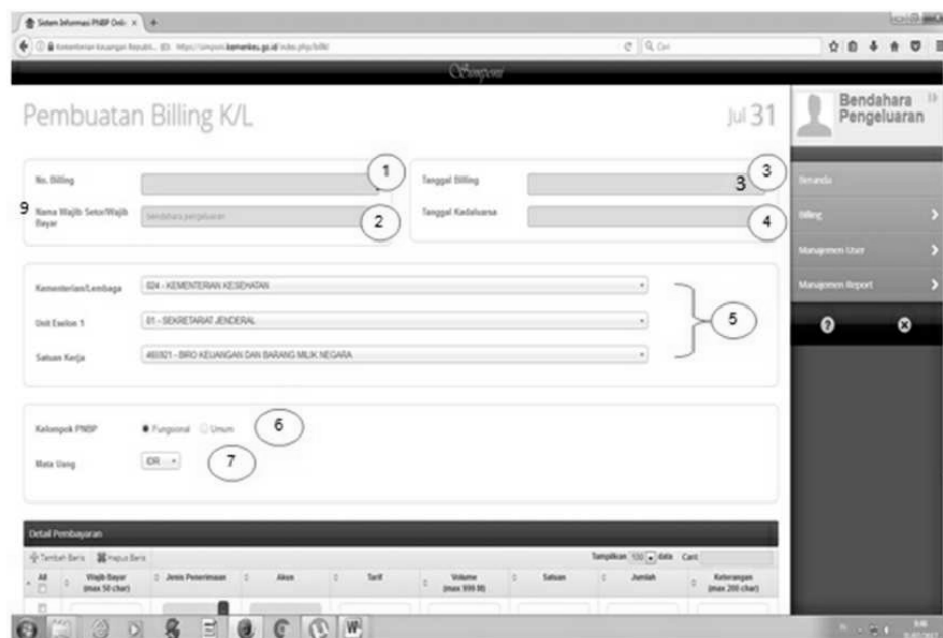 Sistem Informasi PNBP Onli
kemenkeu.go.id
Simponi
Pembuatan Billing K/L
Jul 31
Bendahara
Pengeluaran
No. Billing
1
Tanggal Billing
3
3
Beranda
9
Nama Wajib Setor/Wajib
Bayar
bendahara pengeluaran
2
Tanggal Kadaluarsa
4
Billing
Manajemen User
Manajemen Report
Kementerian/Lembaga
024 - KEMENTERIAN KESEHATAN
Unit Eselon 1
01 - SEKRETARIAT JENDERAL
5
Satuan Kerja
BIRO KEUANGAN DAN BARANG MILIK NEGARA
Kelompok PNBP
Fungsional
Umum
6
Mata Uang
IDR
7
Detail Pembayaran
Tambah Baris
Hapus Baris
Tampilkan 100 data
Cari:
All
Wajib Bayar
(max 50 char)
Jenis Penerimaan
Akun
Tarif
Volume
Satuan
Jumlah
Keterangan
(max 200 char)